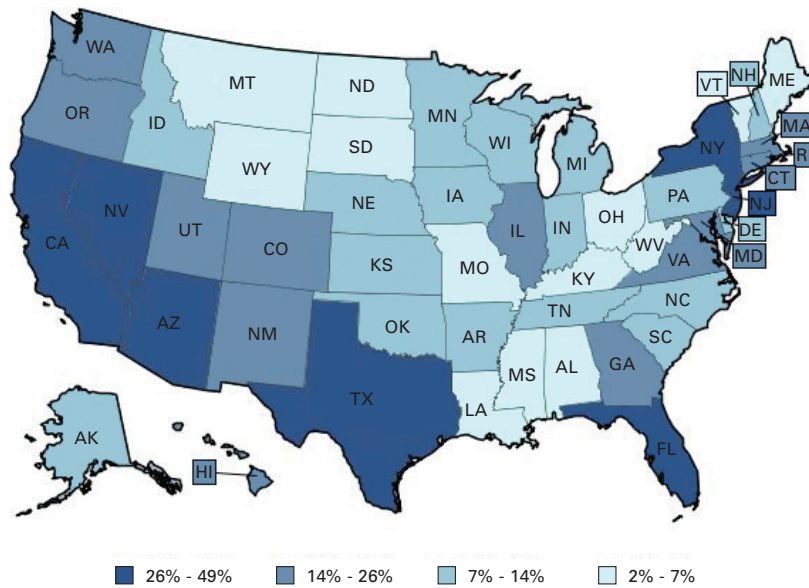 WA
MT
ND
MN
VT
NH
ME
OR
ID
SD
WI
MI
NY
MA
R
WY
CT
NJ
NE
IA
PA
NV
UT
CO
IL
IN
OH
DE
WV
MD
CA
KS
MO
KY
VA
AZ
NM
OK
AR
TN
NC
SC
TX
MS
AL
GA
LA
AK
HI
FL
26% - 49%
14% - 26%
7% - 14%
2% - 7%